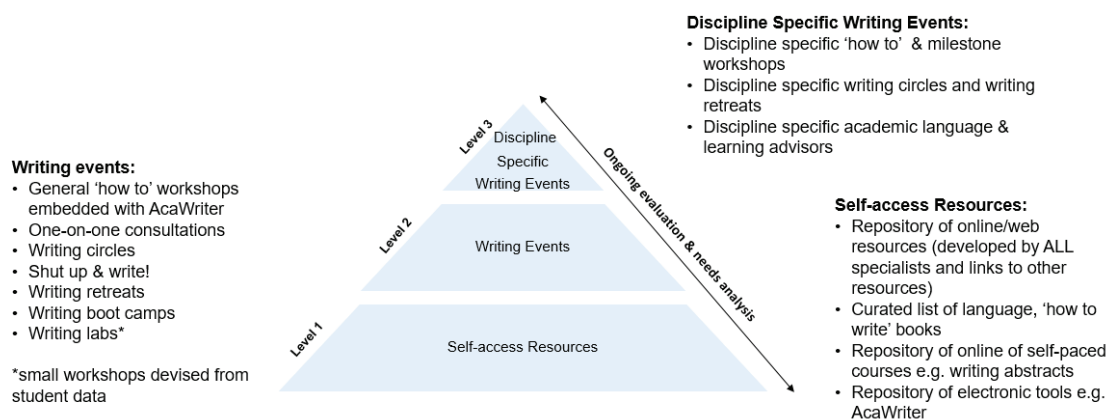 Discipline Specific Writing Events:
• Discipline specific ‘how to’ & milestone
workshops
• Discipline specific writing circles and writing
retreats
• Discipline specific academic language &
learning advisors
Writing events:
• General ‘how to’ workshops
embedded with AcaWriter
• One-on-one consultations
• Writing circles
• Shut up & write!
• Writing retreats
• Writing boot camps
• Writing labs*
*small workshops devised from
student data
Level 3
Discipline
Specific
Writing Events
Level 2
Writing Events
Level 1
Self-access Resources
Ongoing evaluation & needs analysis
Self-access Resources:
• Repository of online/web
resources (developed by ALL
specialists and links to other
resources)
• Curated list of language, ‘how to
write’ books
• Repository of online of self-paced
courses e.g. writing abstracts
• Repository of electronic tools e.g.
AcaWriter